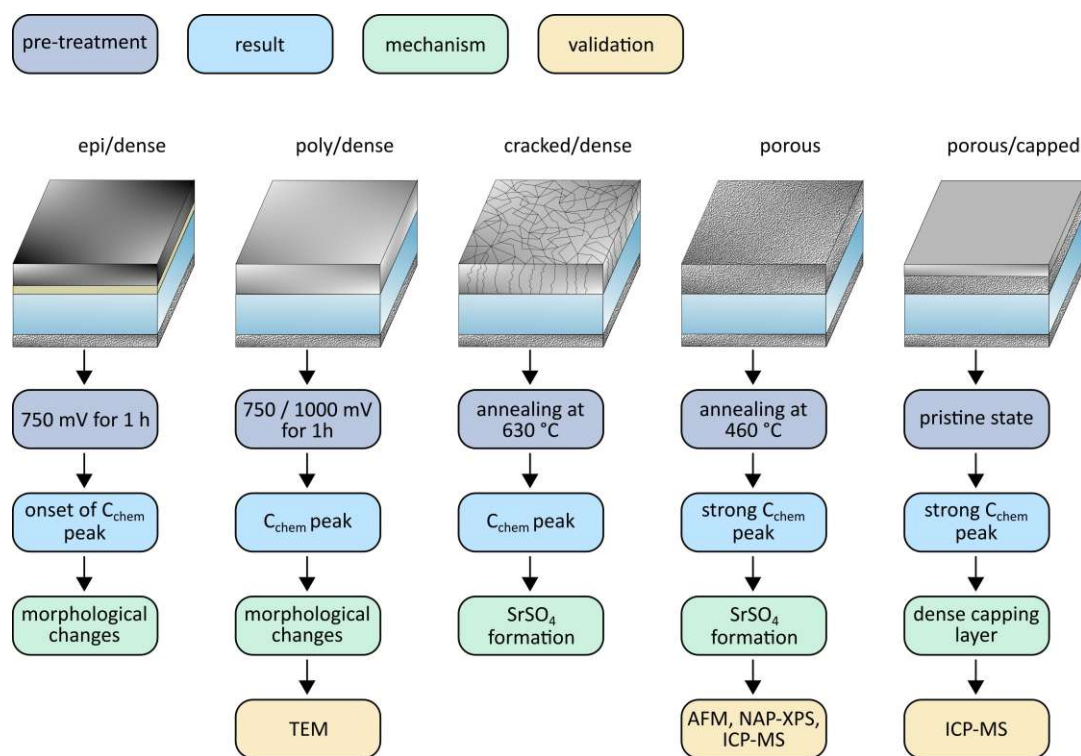 pre-treatment
result
mechanism
validation
epi/dense
poly/dense
cracked/dense
porous
porous/capped
750 mV for 1 h
750 / 1000 mV
for 1h
annealing at
630 °C
annealing at
460 °C
pristine state
onset of Cchem
peak
Cchem peak
Cchem peak
strong Cchem
peak
strong Cchem
peak
morphological
changes
morphological
changes
SrSO4
formation
SrSO4
formation
dense capping
layer
TEM
AFM, NAP-XPS,
ICP-MS
ICP-MS